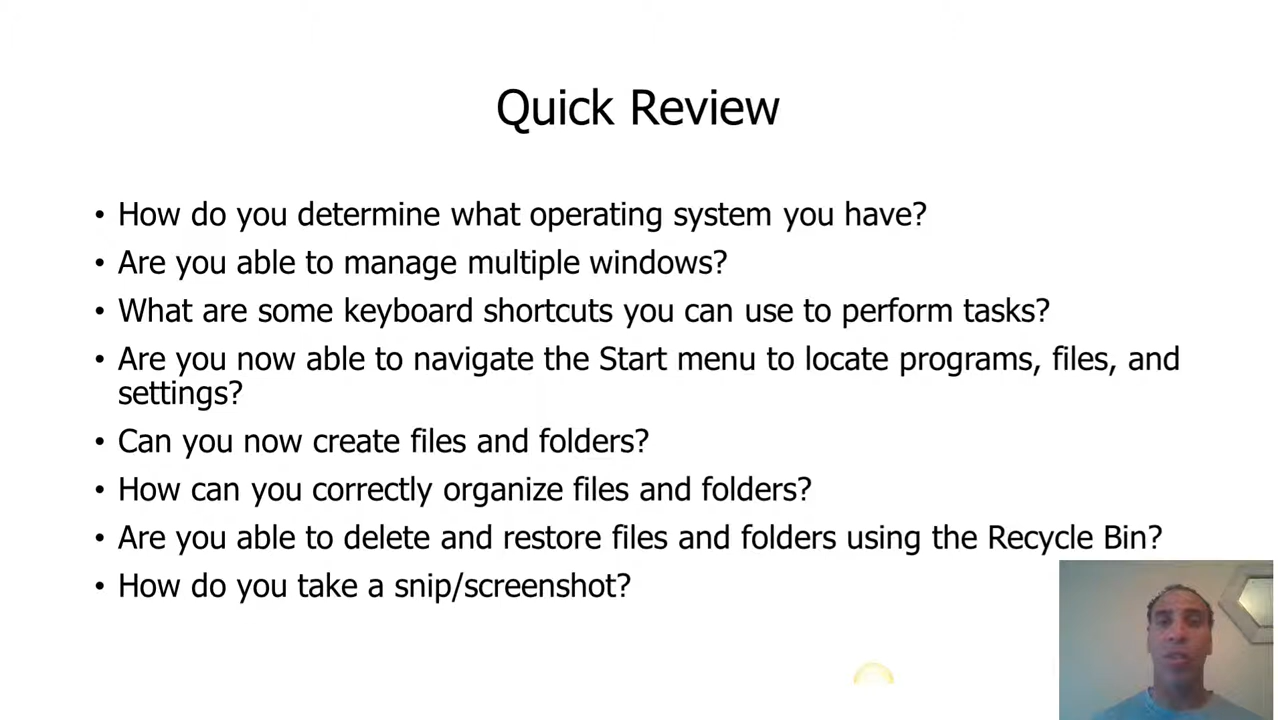 Quick Review
• How do you determine what operating system you have?
• Are you able to manage multiple windows?
• What are some keyboard shortcuts you can use to perform tasks?
• Are you now able to navigate the Start menu to locate programs, files, and
settings?
• Can you now create files and folders?
• How can you correctly organize files and folders?
• Are you able to delete and restore files and folders using the Recycle Bin?
• How do you take a snip/screenshot?